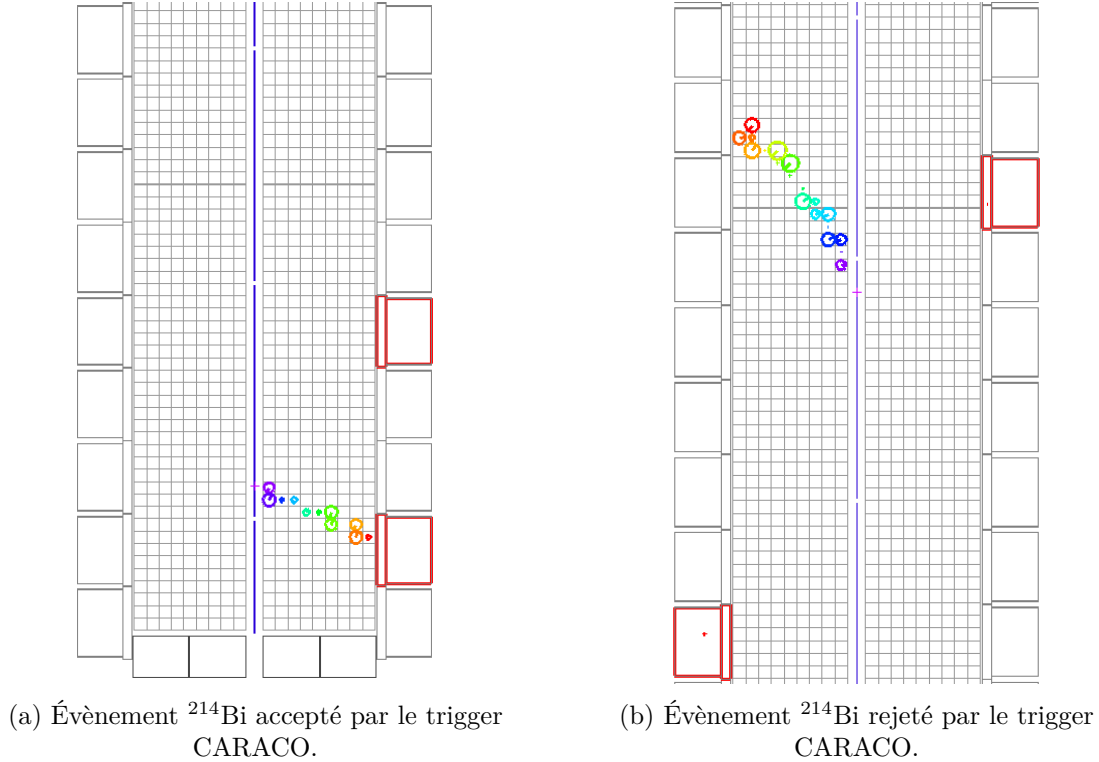 (a) Évènement ²¹⁴Bi accepté par le trigger
CARACO.
(b) Évènement ²¹⁴Bi rejeté par le trigger
CARACO.